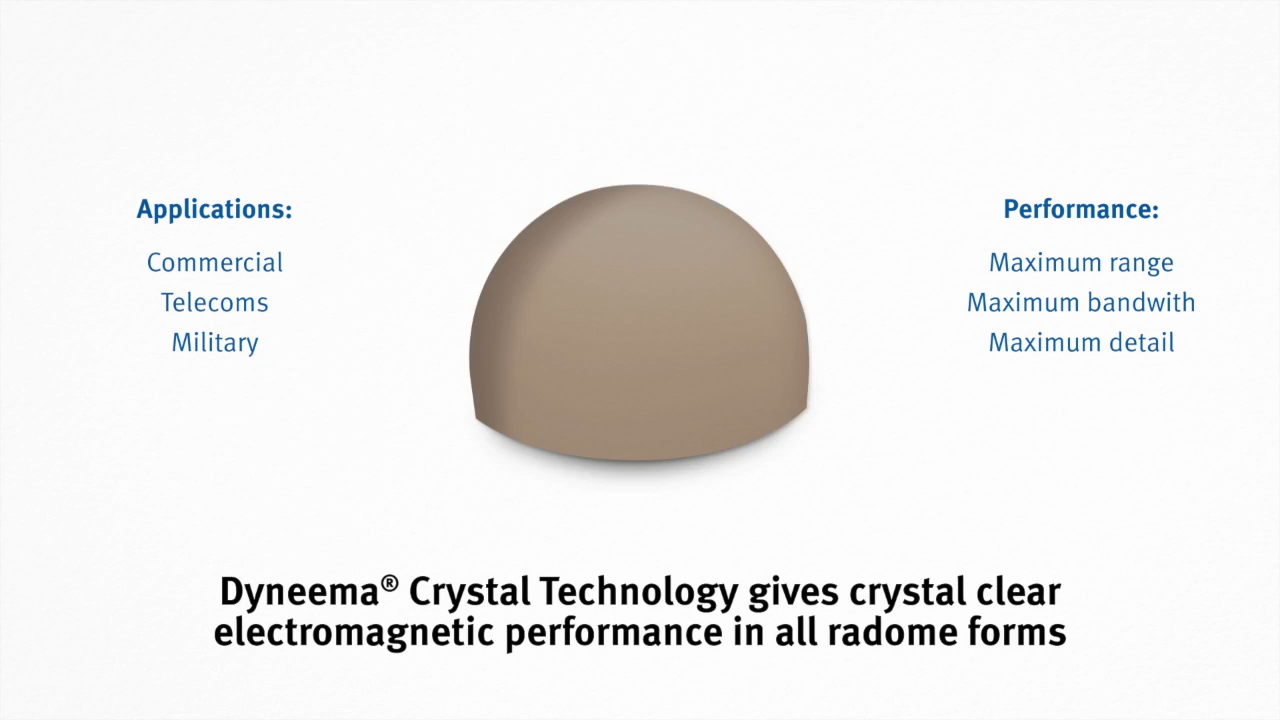 Applications:
Commercial
Telecoms
Military
Performance:
Maximum range
Maximum bandwith
Maximum detail
Dyneema® Crystal Technology gives crystal clear
electromagnetic performance in all radome forms